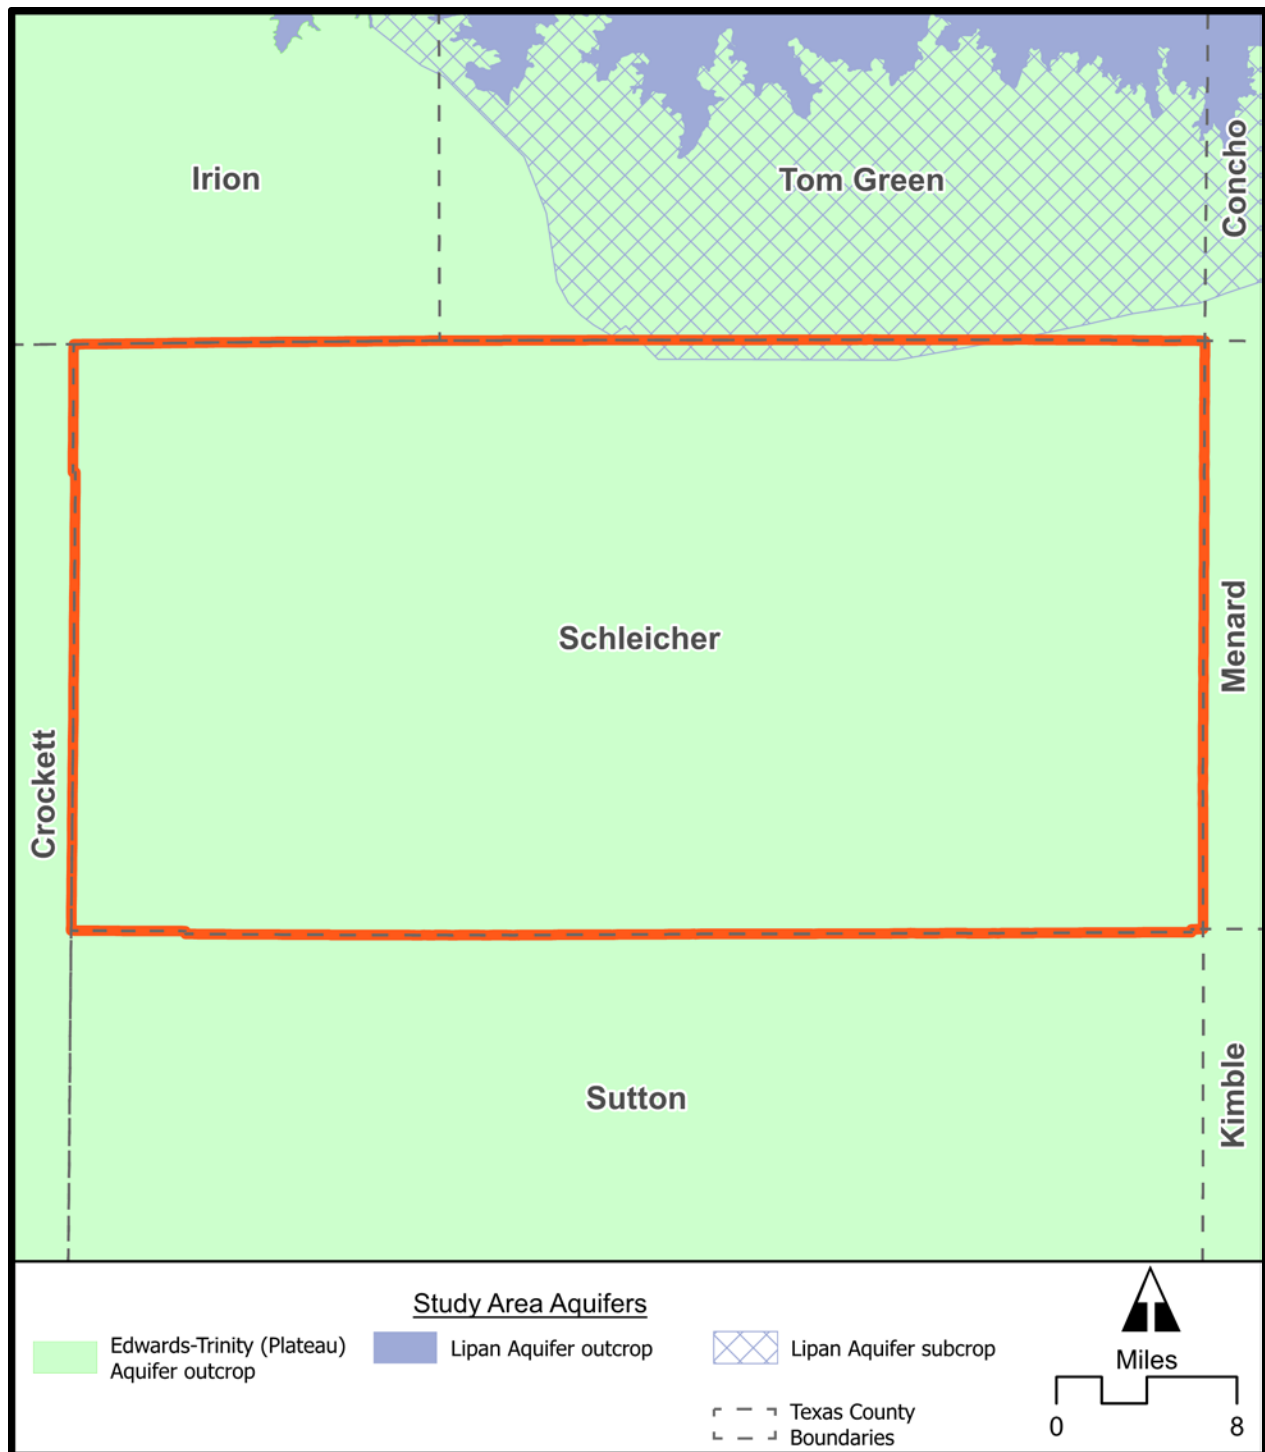 Concho
Irion
Tom Green
Schleicher
Menard
Crockett
Sutton
Kimble
Study Area Aquifers
Edwards-Trinity (Plateau)
Aquifer outcrop
Lipan Aquifer outcrop
Lipan Aquifer subcrop
Texas County
Boundaries
Miles
0 8